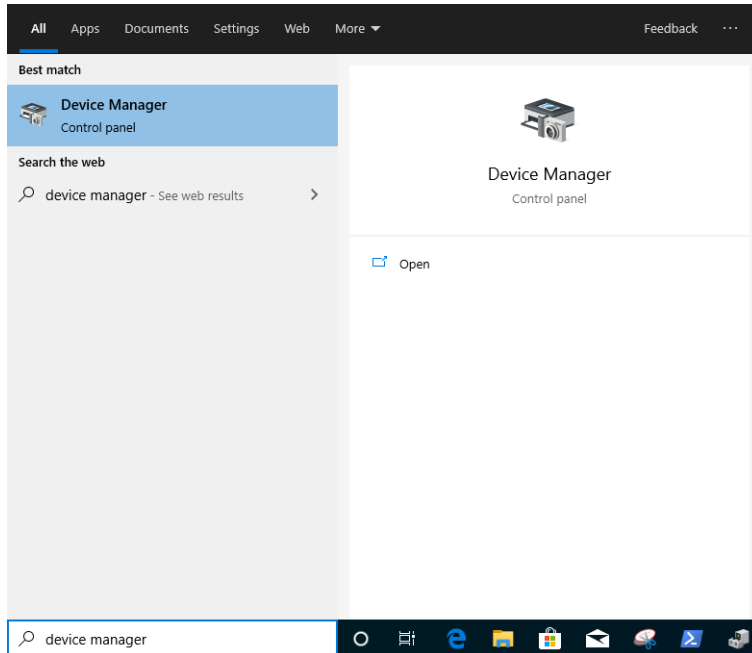 All Apps Documents Settings Web More Feedback ...
Best match
Device Manager
Control panel
Search the web
device manager - See web results
Device Manager
Control panel
Open
device manager